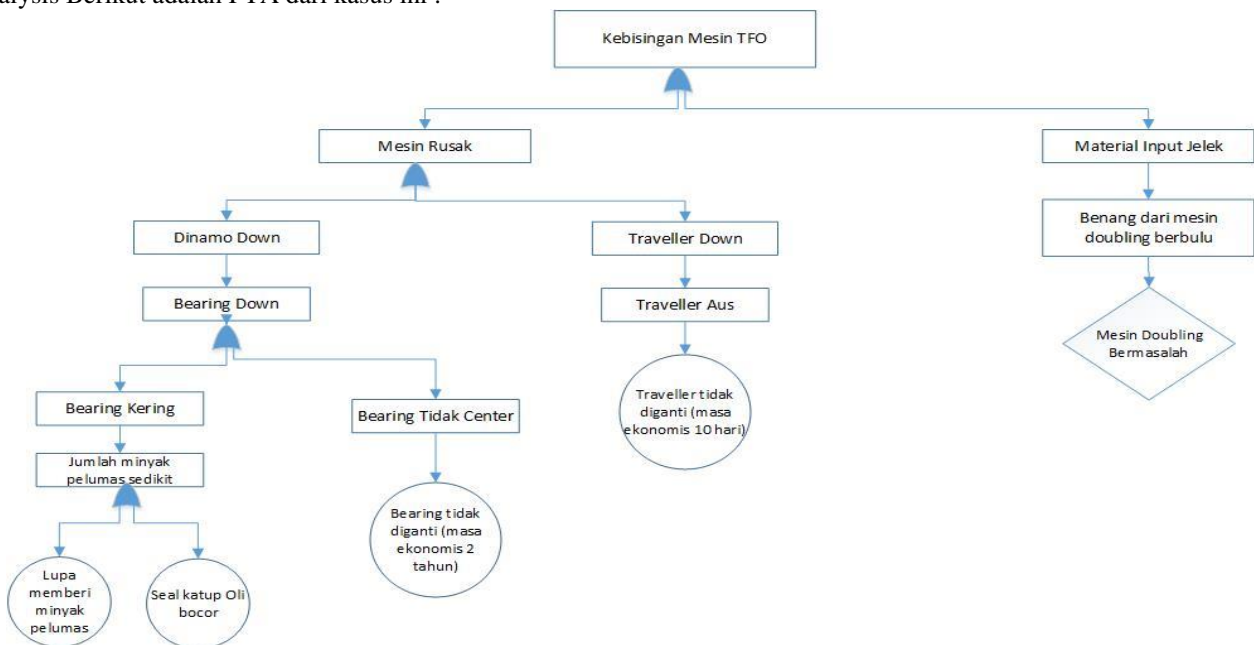 Berikut adalah FTA dari kasus ini :
Kebisingan Mesin TFO
Mesin Rusak
Material Input Jelek
Dinamo Down
Traveller Down
Benang dari mesin
doubling berbulu
Bearing Down
Traveller Aus
Mesin Doubling
Bermasalah
Bearing Kering
Bearing Tidak Center
Traveller tidak
diganti (masa
ekonomis 10 hari)
Jumlah minyak
pelumas sedikit
Bearing tidak
diganti (masa
ekonomis 2
tahun)
Lupa
memberi
minyak
pelumas
Seal katup Oli
bocor